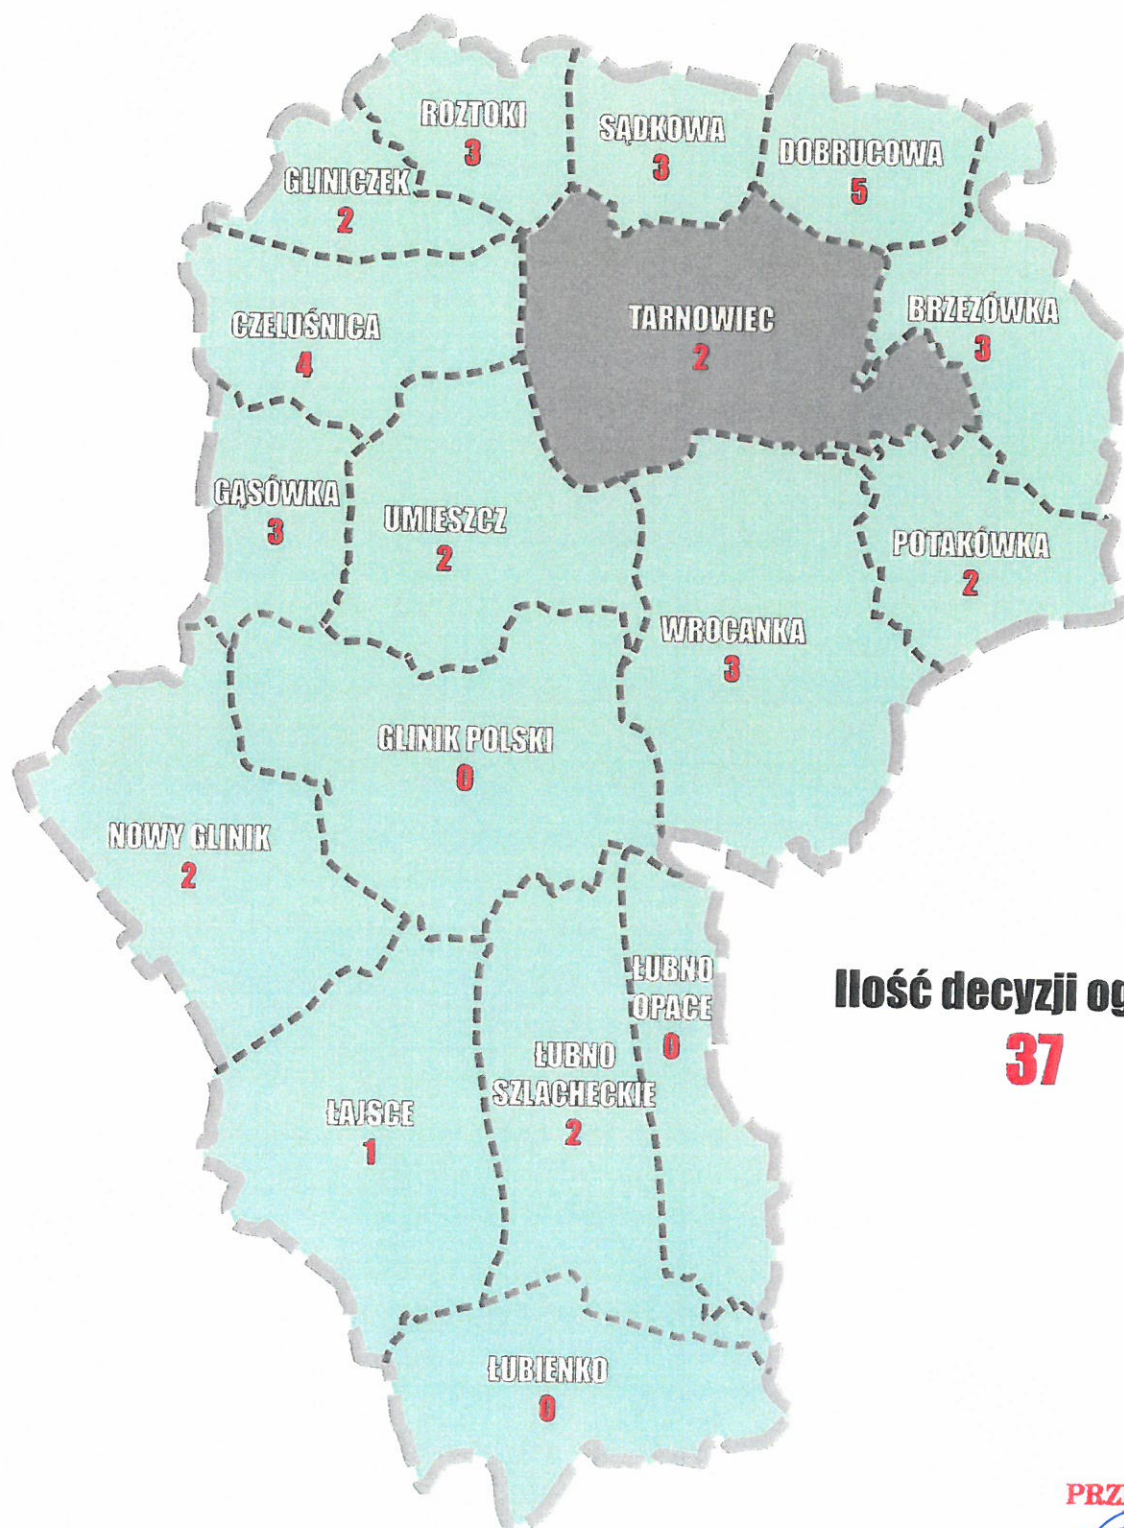 ROZTOKI
3
SĄDKOWA
3
DOBRUCOWA
5
GLINICZEK
2
CZELUŚNICA
4
TARNOWIEC
2
BRZEZÓWKA
3
GĄSÓWKA
3
UMIESZCZ
2
POTAKÓWKA
2
WROCANKA
3
GLINIK POLSKI
0
NOWY GLINIK
2
ŁUBNO
OPACE
0
Ilość decyzji og
37
ŁUBNO
SZLACHECKIE
2
ŁAJSCE
1
ŁUBIENKO
0
PRZ